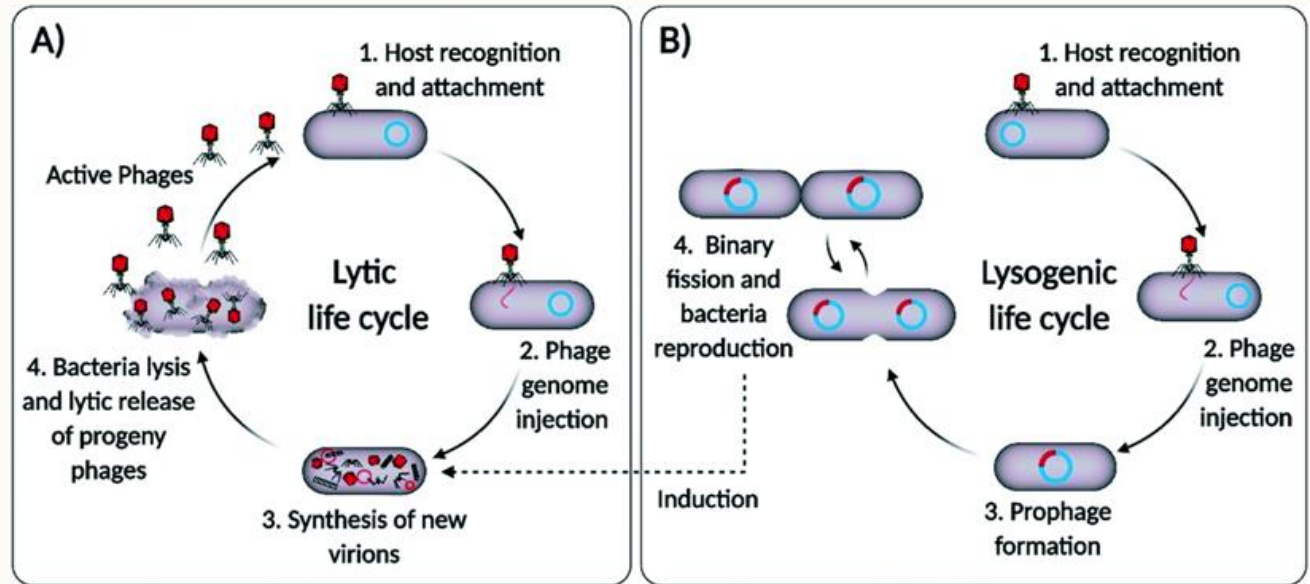 A)
1. Host recognition
and attachment
Active Phages
Lytic
life cycle
2. Phage
genome
injection
3. Synthesis of new
virions
4. Bacteria lysis
and lytic release
of progeny
phages
B)
1. Host recognition
and attachment
Lysogenic
life cycle
2. Phage
genome
injection
3. Prophage
formation
4. Binary
fission and
bacteria
reproduction
Induction